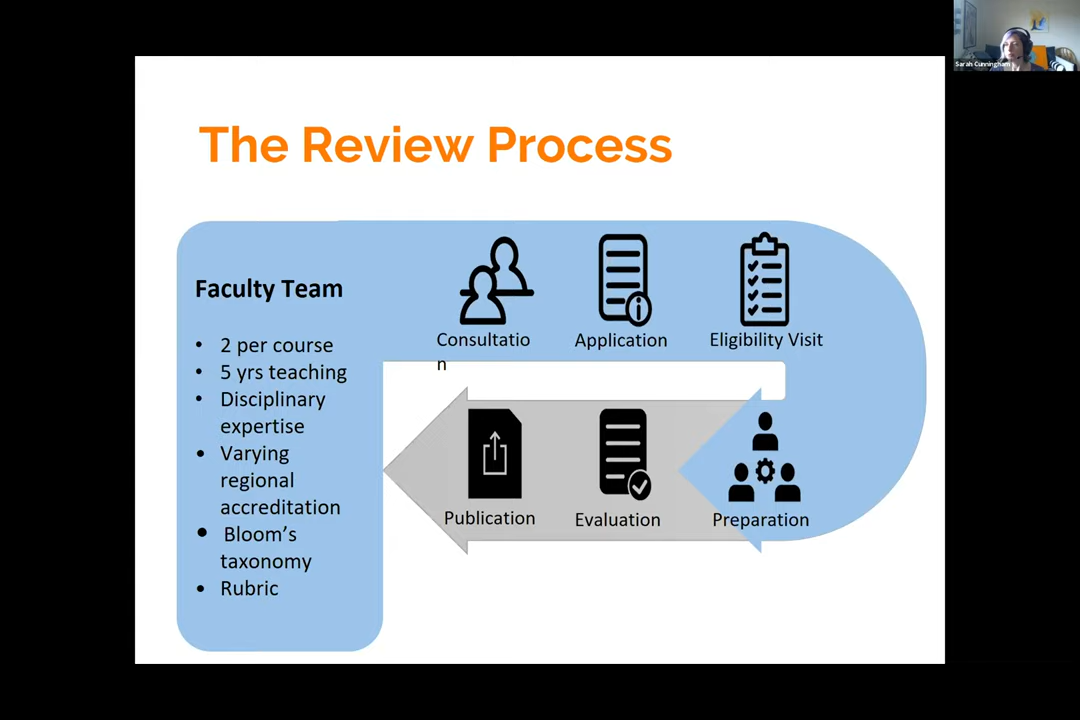 The Review Process
Sarah Cunningham
Faculty Team
• 2 per course
• 5 yrs teaching
• Disciplinary
expertise
• Varying
regional
accreditation
• Bloom's
taxonomy
• Rubric
Consultatio
n
Application
Eligibility Visit
Publication
Evaluation
Preparation